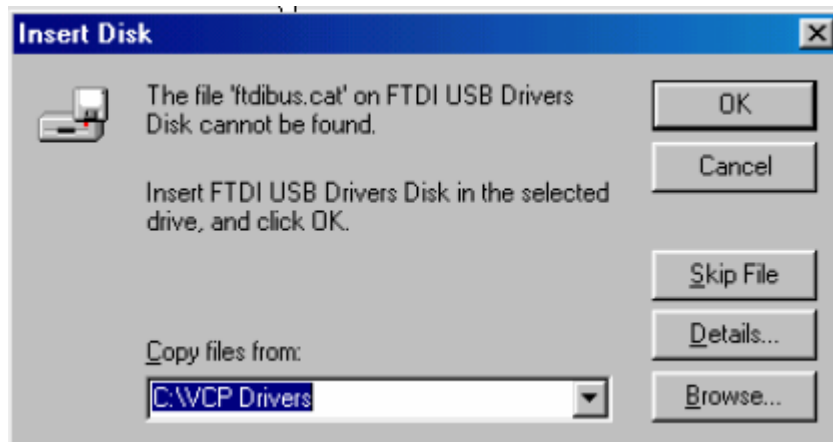 Insert Disk
The file 'ftdibus.cat' on FTDI USB Drivers
Disk cannot be found.
Insert FTDI USB Drivers Disk in the selected
drive, and click OK.
Copy files from:
C:\VCP Drivers
OK
Cancel
Skip File
Details...
Browse...